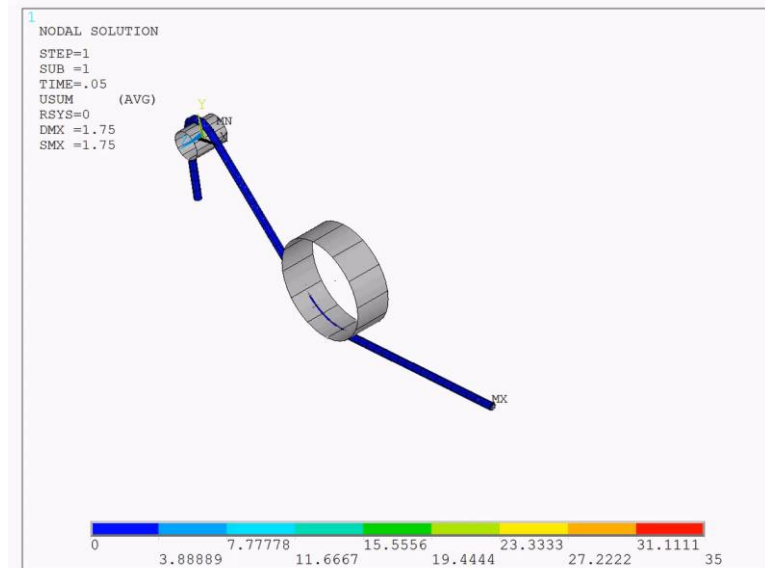 1
NODAL SOLUTION
STEP=1
SUB =1
TIME=.05
USUM (AVG)
RSYS=0
DMX =1.75
SMX =1.75
Y
MN
X
MX
0 7.77778 15.5556 23.3333 31.1111
3.88889 11.6667 19.4444 27.2222 35